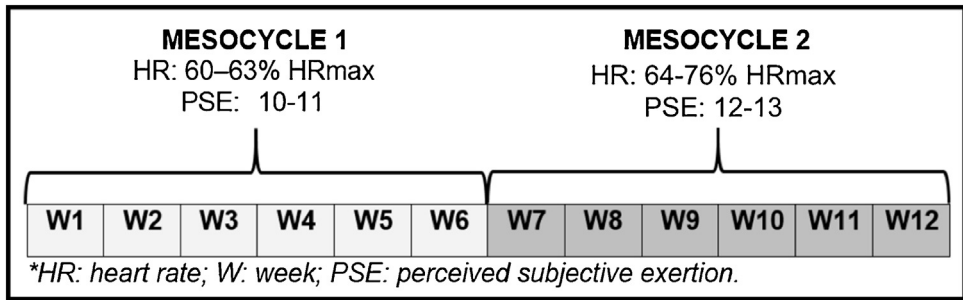 MESOCYCLE 1
HR: 60–63% HRmax
PSE: 10-11
MESOCYCLE 2
HR: 64-76% HRmax
PSE: 12-13
W1 W2 W3 W4 W5 W6 W7 W8 W9 W10 W11 W12
*HR: heart rate; W: week; PSE: perceived subjective exertion.